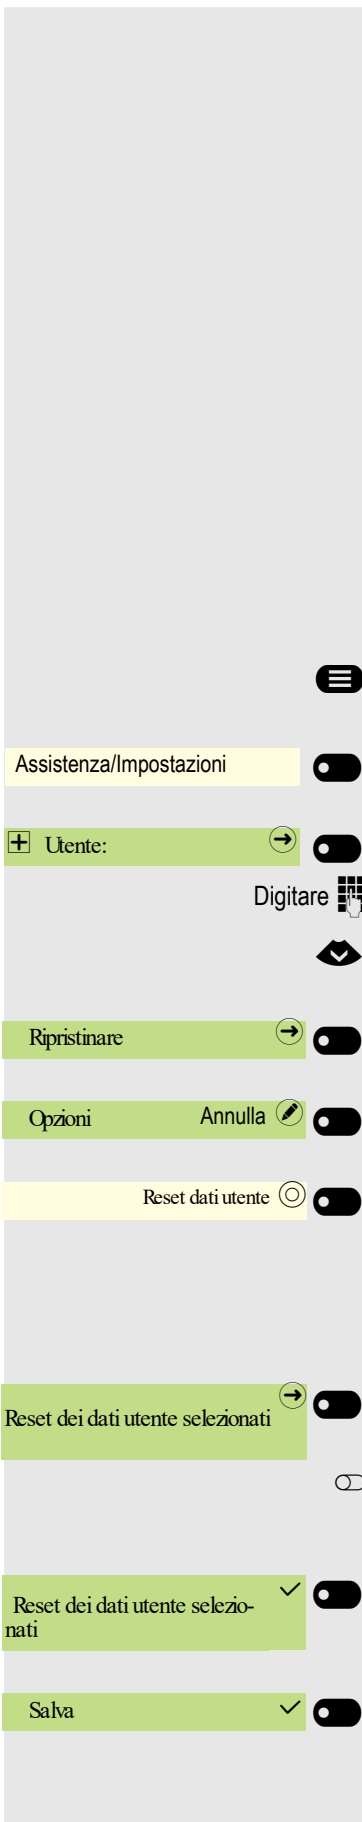 Assistenza/Impostazioni
Utente:
Digitare
Ripristinare
Opzioni Annulla
Reset dati utente
Reset dei dati utente selezionati
Reset dei dati utente selezio-
nati
Salva